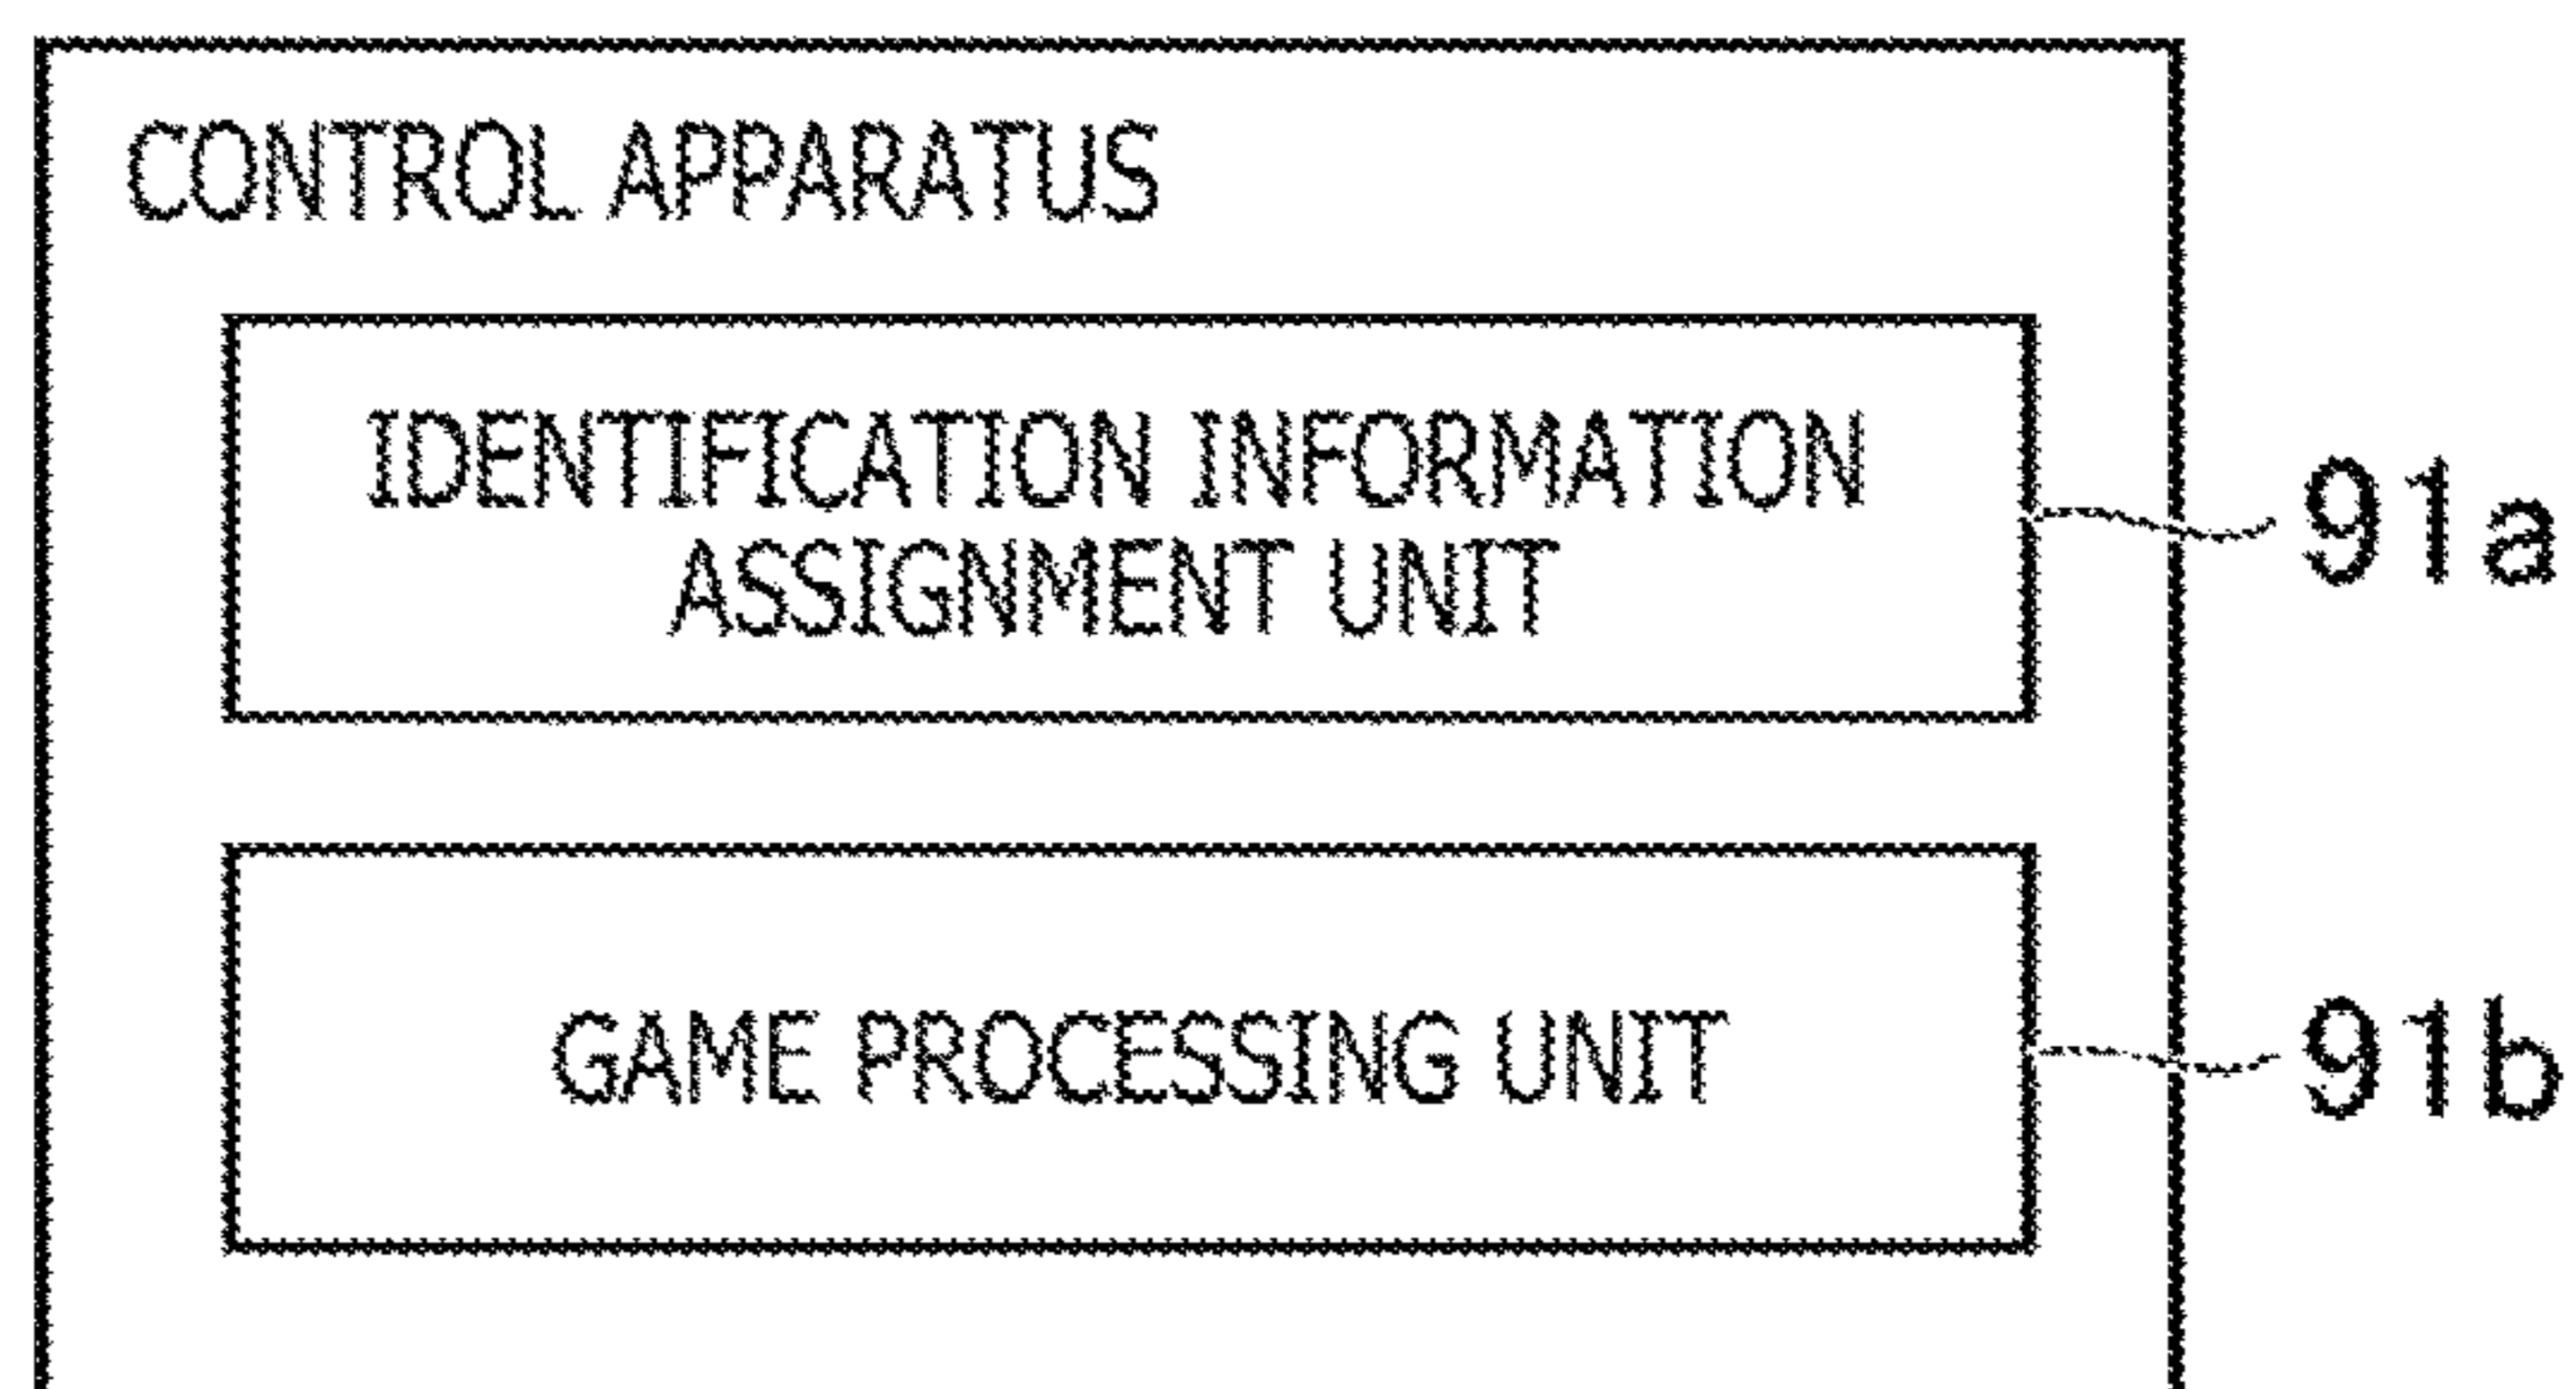 CONTROL APPARATUS
IDENTIFICATION INFORMATION
ASSIGNMENT UNIT
91a
GAME PROCESSING UNIT
91b